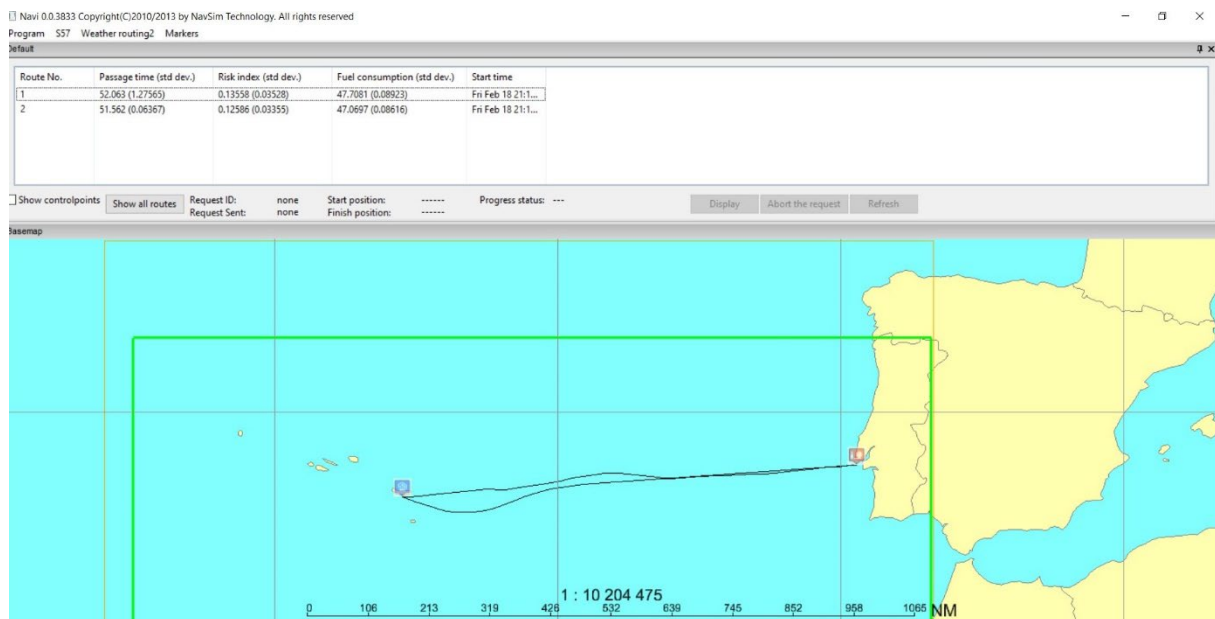 Navi 0.0.3833 Copyright(C)2010/2013 by NavSim Technology. All rights reserved
Program S57 Weather routing2 Markers
Default
Route No. Passage time (std dev.) Risk index (std dev.) Fuel consumption (std dev.) Start time
1 52.063 (1.27565) 0.13558 (0.03528) 47.7081 (0.08923) Fri Feb 18 21:1...
2 51.562 (0.06367) 0.12586 (0.03355) 47.0697 (0.08616) Fri Feb 18 21:1...
Show controlpoints Show all routes Request ID: none Start position: ------ Progress status: --- Display Abort the request Refresh
Request Sent: none Finish position: ------
Basemap
1 : 10 204 475
0 106 213 319 426 532 639 745 852 958 1065 NM